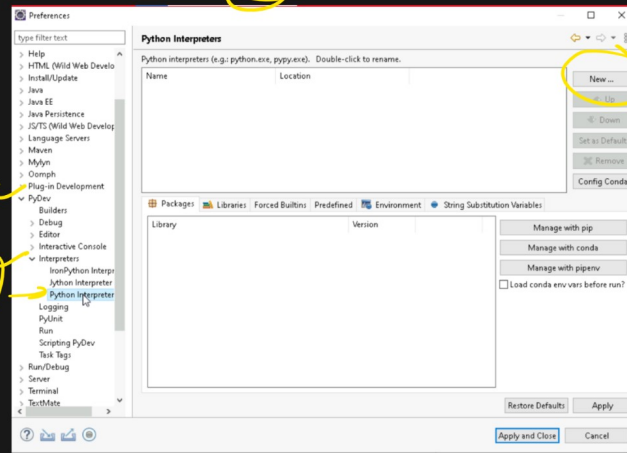 Preferences
type filter text
Help
HTML (Wild Web Develo
Install/Update
Java
Java EE
Java Persistence
JS/TS (Wild Web Develop
Language Servers
Maven
Mylyn
Oomph
Plug-in Development
PyDev
Builders
Debug
Editor
Interactive Console
Interpreters
IronPython Interpr
Jython Interpreter
Python Interpreter
Logging
PyUnit
Run
Scripting PyDev
Task Tags
Run/Debug
Server
Terminal
TextMate
Python Interpreters
Python interpreters (e.g.: python.exe, pypy.exe). Double-click to rename.
Name Location
New ...
Up
Down
Set as Default
Remove
Config Conda
Packages Libraries Forced Builtins Predefined Environment String Substitution Variables
Library Version
Manage with pip
Manage with conda
Manage with pipenv
Load conda env vars before run?
Restore Defaults Apply
Apply and Close Cancel